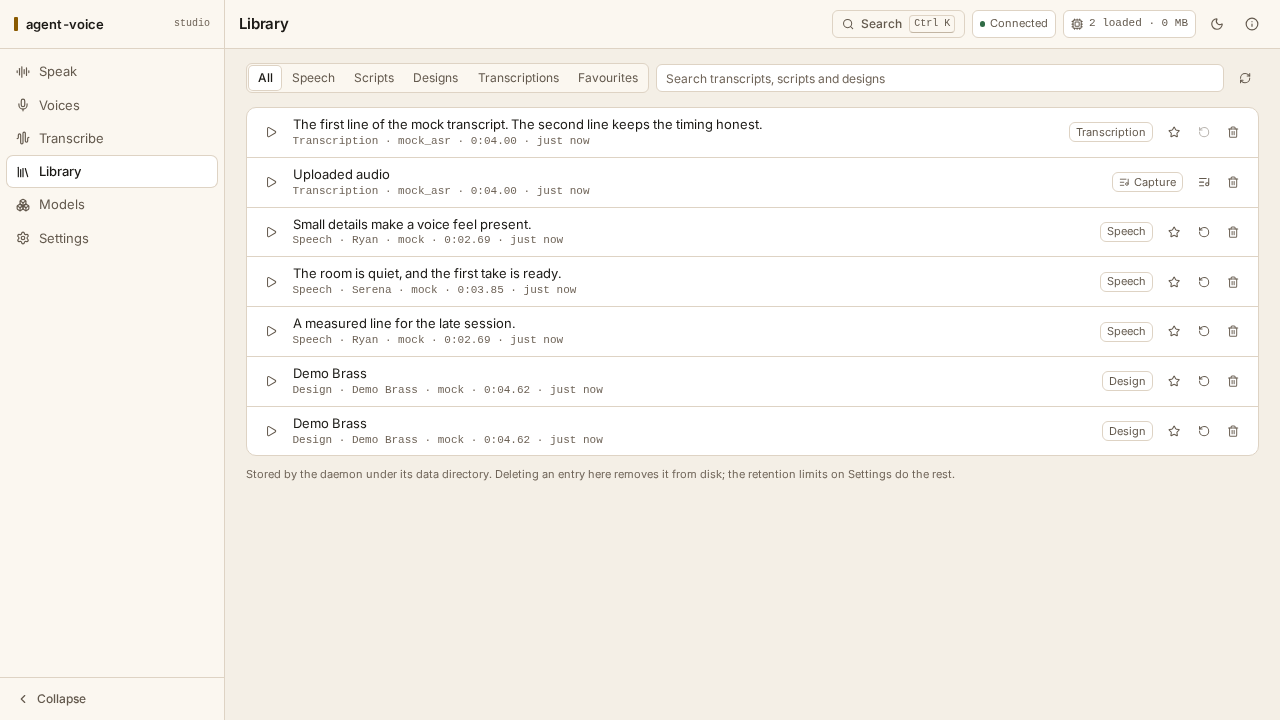 agent-voice
studio
Library
Search
Ctrl K
Connected
2 loaded · 0 MB
Speak
Voices
Transcribe
Library
Models
Settings
All
Speech
Scripts
Designs
Transcriptions
Favourites
Search transcripts, scripts and designs
The first line of the mock transcript. The second line keeps the timing honest.
Transcription · mock_asr · 0:04.00 · just now
Transcription
Uploaded audio
Transcription · mock_asr · 0:04.00 · just now
Capture
Small details make a voice feel present.
Speech · Ryan · mock · 0:02.69 · just now
Speech
The room is quiet, and the first take is ready.
Speech · Serena · mock · 0:03.85 · just now
Speech
A measured line for the late session.
Speech · Ryan · mock · 0:02.69 · just now
Speech
Demo Brass
Design · Demo Brass · mock · 0:04.62 · just now
Design
Demo Brass
Design · Demo Brass · mock · 0:04.62 · just now
Design
Stored by the daemon under its data directory. Deleting an entry here removes it from disk; the retention limits on Settings do the rest.
Collapse